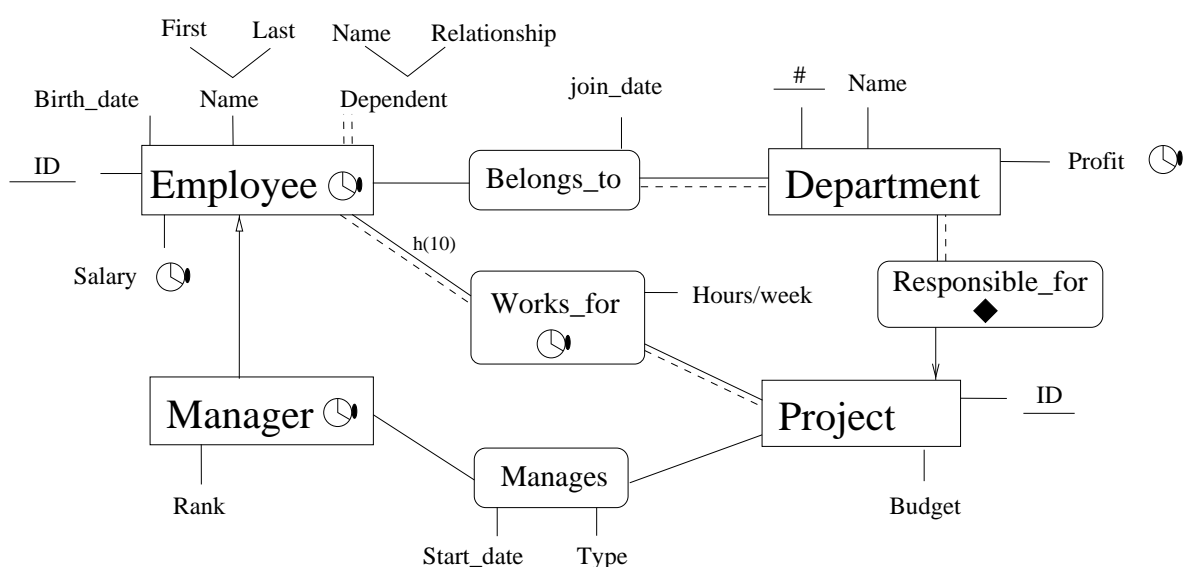 First Last Name Relationship
Birth_date Name Dependent join_date # Name
ID Employee Belongs_to Department Profit
h(10)
Salary Works_for Hours/week Responsible_for
Manager Project ID
Manages
Rank Budget
Start_date Type